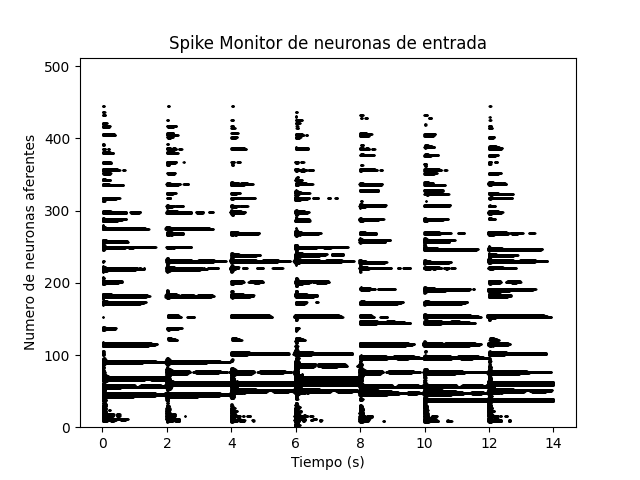 Spike Monitor de neuronas de entrada
Numero de neuronas aferentes
500
400
300
200
100
0
0 2 4 6 8 10 12 14
Tiempo (s)